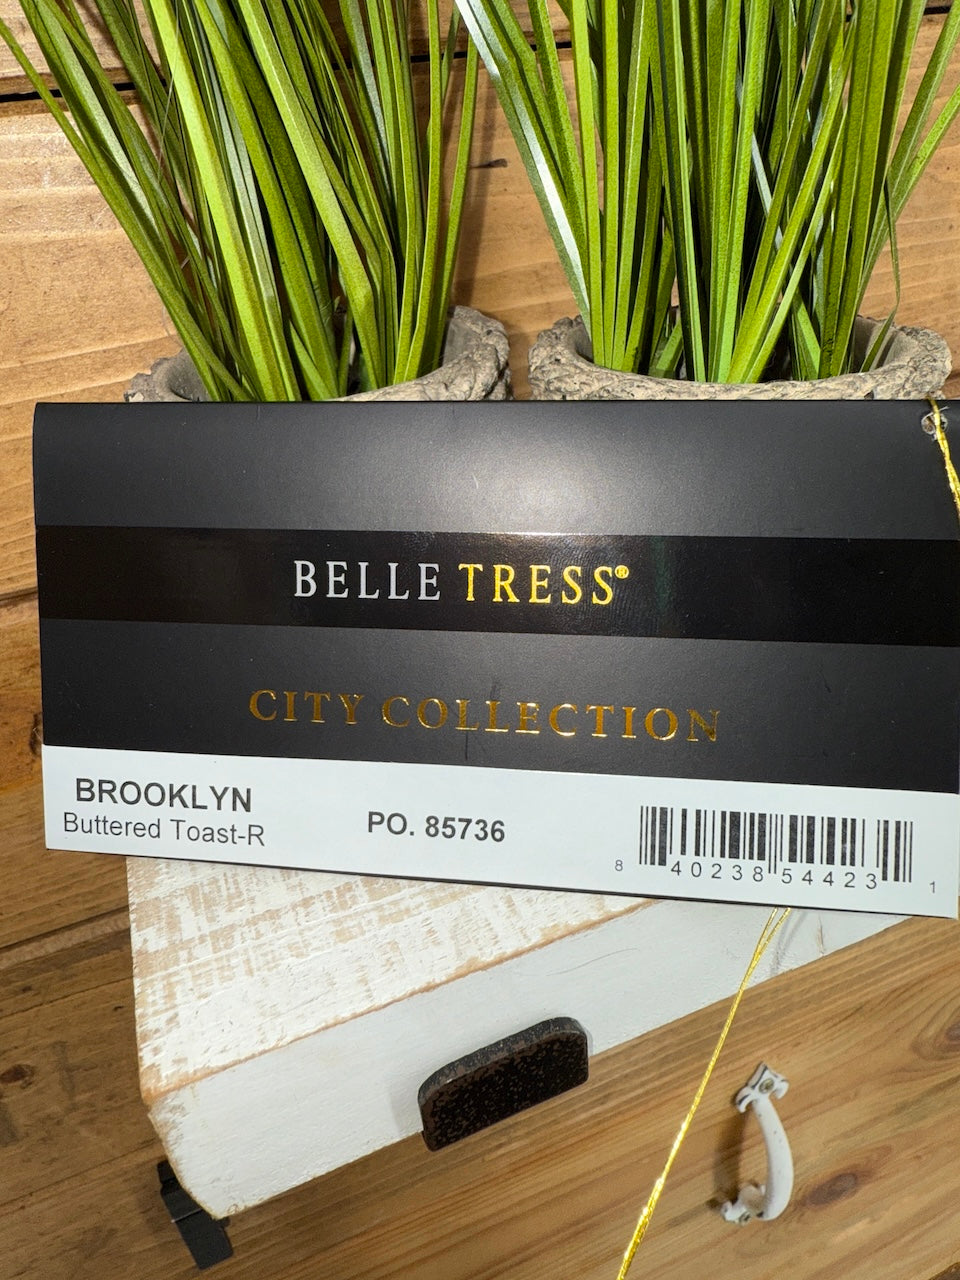 BELLE TRESS®
CITY COLLECTION
BROOKLYN
Buttered Toast-R
PO. 85736
8 40238 54423 1